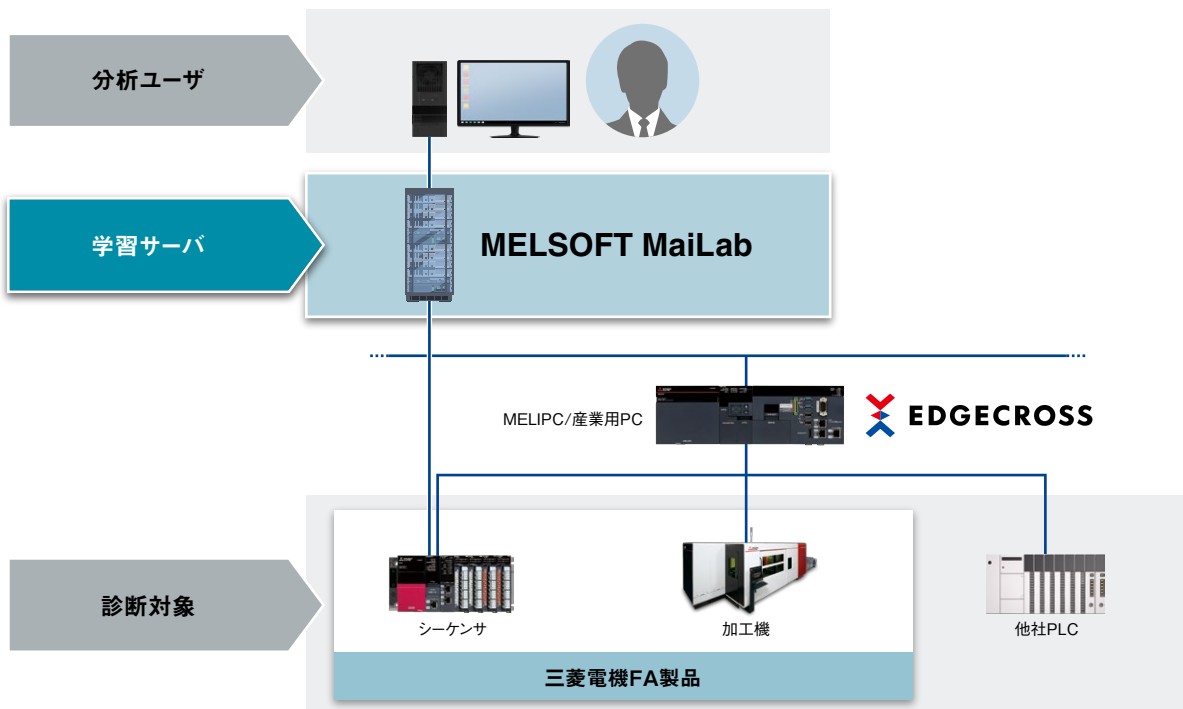 分析ユーザ
学習サーバ
MELSOFT MaiLab
MELIPC/産業用PC
EDGECROSS
診断対象
シーケンサ
加工機
他社PLC
三菱電機FA製品